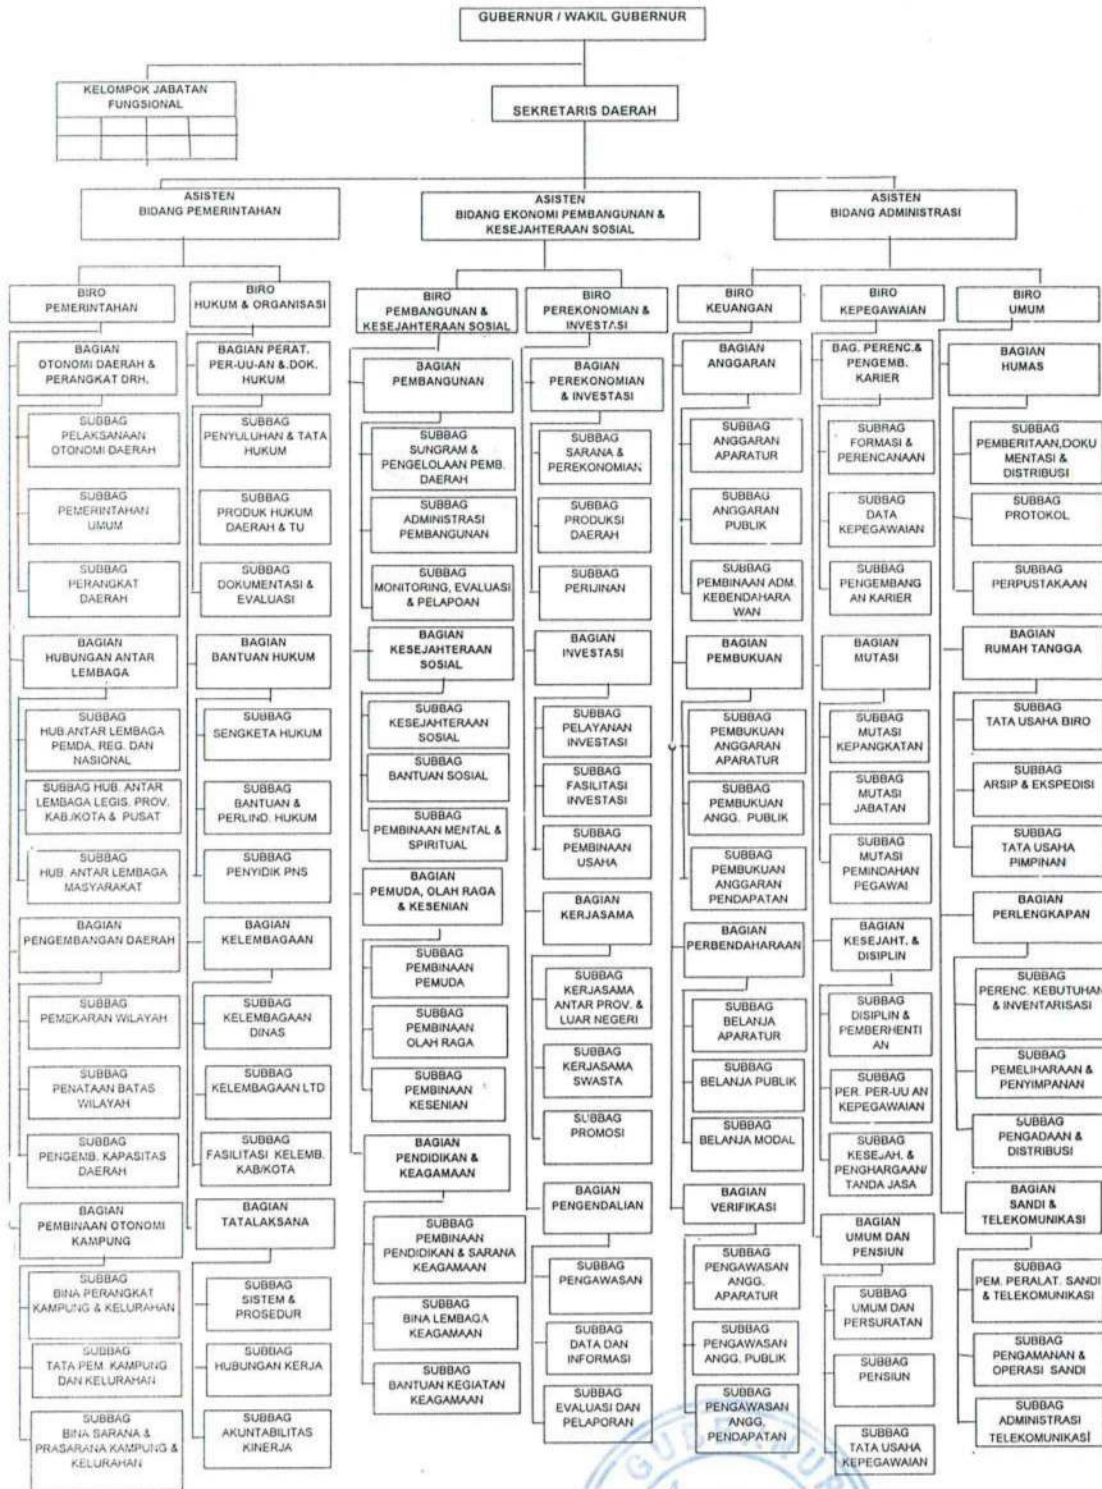 GUBERNUR / WAKIL GUBERNUR
KELOMPOK JABATAN
FUNGSIONAL
SEKRETARIS DAERAH
ASISTEN
BIDANG PEMERINTAHAN
ASISTEN
BIDANG EKONOMI PEMBANGUNAN &
KESEJAHTERAAN SOSIAL
ASISTEN
BIDANG ADMINISTRASI
BIRO
PEMERINTAHAN
BAGIAN
OTONOMI DAERAH &
PERANGKAT DRH.
SUBBAG
PELAKSANAAN
OTONOMI DAERAH
SUBBAG
PEMERINTAHAN
UMUM
SUBBAG
PERANGKAT
DAERAH
BAGIAN
HUBUNGAN ANTAR
LEMBAGA
SUBBAG
HUB.ANTAR LEMBAGA
PEMDA, REG. DAN
NASIONAL
SUBBAG HUB. ANTAR
LEMBAGA LEGIS. PROV.
KAB./KOTA & PUSAT
SUBBAG
HUB. ANTAR LEMBAGA
MASYARAKAT
BAGIAN
PENGEMBANGAN DAERAH
SUBBAG
PEMEKARAN WILAYAH
SUBBAG
PENATAAN BATAS
WILAYAH
SUBBAG
PENGEMB. KAPASITAS
DAERAH
BAGIAN
PEMBINAAN OTONOMI
KAMPUNG
SUBBAG
BINA PERANGKAT
KAMPUNG & KELURAHAN
SUBBAG
TATA PEM. KAMPUNG
DAN KELURAHAN
SUBBAG
BINA SARANA &
PRASARANA KAMPUNG &
KELURAHAN
BIRO
HUKUM & ORGANISASI
BAGIAN PERAT.
PER-UU-AN &.DOK.
HUKUM
SUBBAG
PENYULUHAN & TATA
HUKUM
SUBBAG
PRODUK HUKUM
DAERAH & TU
SUBBAG
DOKUMENTASI &
EVALUASI
BAGIAN
BANTUAN HUKUM
SUBBAG
SENGKETA HUKUM
SUBBAG
BANTUAN &
PERLIND. HUKUM
SUBBAG
PENYIDIK PNS
BAGIAN
KELEMBAGAAN
SUBBAG
KELEMBAGAAN
DINAS
SUBBAG
KELEMBAGAAN LTD
SUBBAG
FASILITASI KELEMB.
KAB/KOTA
BAGIAN
TATALAKSANA
SUBBAG
SISTEM &
PROSEDUR
SUBBAG
HUBUNGAN KERJA
SUBBAG
AKUNTABILITAS
KINERJA
BIRO
PEMBANGUNAN &
KESEJAHTERAAN SOSIAL
BAGIAN
PEMBANGUNAN
SUBBAG
SUNGRAM &
PENGELOLAAN PEMB.
DAERAH
SUBBAG
ADMINISTRASI
PEMBANGUNAN
SUBBAG
MONITORING, EVALUASI
& PELAPOAN
BAGIAN
KESEJAHTERAAN
SOSIAL
SUBBAG
KESEJAHTERAAN
SOSIAL
SUBBAG
BANTUAN SOSIAL
SUBBAG
PEMBINAAN MENTAL &
SPIRITUAL
BAGIAN
PEMUDA, OLAH RAGA
& KESENIAN
SUBBAG
PEMBINAAN
PEMUDA
SUBBAG
PEMBINAAN
OLAH RAGA
SUBBAG
PEMBINAAN
KESENIAN
BAGIAN
PENDIDIKAN &
KEAGAMAAN
SUBBAG
PEMBINAAN
PENDIDIKAN & SARANA
KEAGAMAAN
SUBBAG
BINA LEMBAGA
KEAGAMAAN
SUBBAG
BANTUAN KEGIATAN
KEAGAMAAN
BIRO
PEREKONOMIAN &
INVESTASI
BAGIAN
PEREKONOMIAN
& INVESTASI
SUBBAG
SARANA &
PEREKONOMIAN
SUBBAG
PRODUKSI
DAERAH
SUBBAG
PERIJINAN
BAGIAN
INVESTASI
SUBBAG
PELAYANAN
INVESTASI
SUBBAG
FASILITASI
INVESTASI
SUBBAG
PEMBINAAN
USAHA
BAGIAN
KERJASAMA
SUBBAG
KERJASAMA
ANTAR PROV. &
LUAR NEGERI
SUBBAG
KERJASAMA
SWASTA
SUBBAG
PROMOSI
BAGIAN
PENGENDALIAN
SUBBAG
PENGAWASAN
SUBBAG
DATA DAN
INFORMASI
SUBBAG
EVALUASI DAN
PELAPORAN
BIRO
KEUANGAN
BAGIAN
ANGGARAN
SUBBAG
ANGGARAN
APARATUR
SUBBAG
ANGGARAN
PUBLIK
SUBBAG
PEMBINAAN ADM.
KEBENDAHARA
WAN
BAGIAN
PEMBUKUAN
SUBBAG
PEMBUKUAN
ANGGARAN
APARATUR
SUBBAG
PEMBUKUAN
ANGG. PUBLIK
SUBBAG
PEMBUKUAN
ANGGARAN
PENDAPATAN
BAGIAN
PERBENDAHARAAN
SUBBAG
BELANJA
APARATUR
SUBBAG
BELANJA PUBLIK
SUBBAG
BELANJA MODAL
BAGIAN
VERIFIKASI
SUBBAG
PENGAWASAN
ANGG.
APARATUR
SUBBAG
PENGAWASAN
ANGG. PUBLIK
SUBBAG
PENGAWASAN
ANGG.
PENDAPATAN
BIRO
KEPEGAWAIAN
BAG. PERENC.&
PENGEMB.
KARIER
SUBRAG
FORMASI &
PERENCANAAN
SUBBAG
DATA
KEPEGAWAIAN
SUBBAG
PENGEMBANG
AN KARIER
BAGIAN
MUTASI
SUBBAG
MUTASI
KEPANGKATAN
SUBBAG
MUTASI
JABATAN
SUBBAG
MUTASI
PEMINDAHAN
PEGAWAI
BAGIAN
KESEJAHT. &
DISIPLIN
SUBBAG
DISIPLIN &
PEMBERHENTI
AN
SUBBAG
PER. PER-UU AN
KEPEGAWAIAN
SUBBAG
KESEJAH. &
PENGHARGAAN/
TANDA JASA
BAGIAN
UMUM DAN
PENSIUN
SUBBAG
UMUM DAN
PERSURATAN
SUBBAG
PENSIUN
SUBBAG
TATA USAHA
KEPEGAWAIAN
BIRO
UMUM
BAGIAN
HUMAS
SUBBAG
PEMBERITAAN,DOKU
MENTASI &
DISTRIBUSI
SUBBAG
PROTOKOL
SUBBAG
PERPUSTAKAAN
BAGIAN
RUMAH TANGGA
SUBBAG
TATA USAHA BIRO
SUBBAG
ARSIP & EKSPEDISI
SUBBAG
TATA USAHA
PIMPINAN
BAGIAN
PERLENGKAPAN
SUBBAG
PERENC. KEBUTUHAN
& INVENTARISASI
SUBBAG
PEMELIHARAAN &
PENYIMPANAN
SUBBAG
PENGADAAN &
DISTRIBUSI
BAGIAN
SANDI &
TELEKOMUNIKASI
SUBBAG
PEM. PERALAT. SANDI
& TELEKOMUNIKASI
SUBBAG
PENGAMANAN &
OPERASI SANDI
SUBBAG
ADMINISTRASI
TELEKOMUNIKASI
GUBERNUR